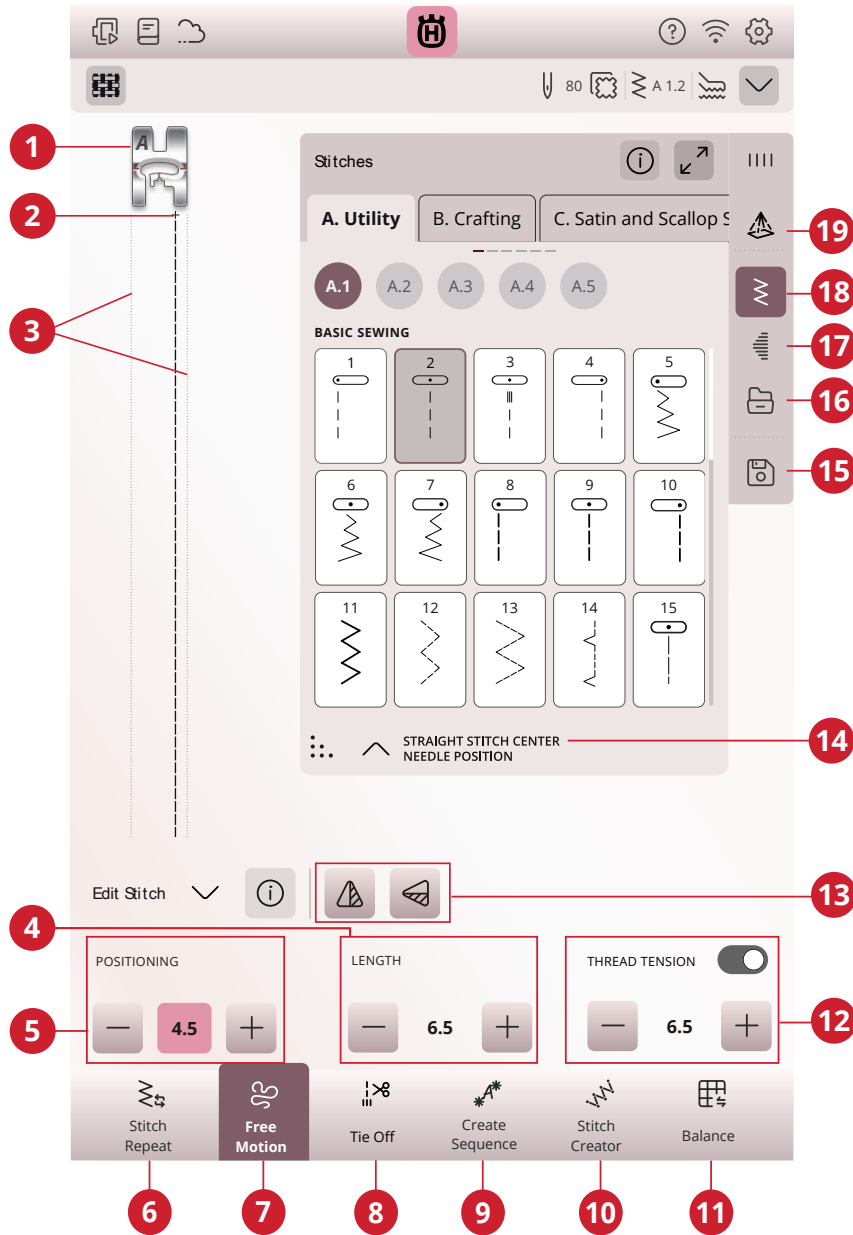 H
80
A 1.2
1
A
2
3
Stitches
A. Utility
B. Crafting
C. Satin and Scallop S
A.1
A.2
A.3
A.4
A.5
BASIC SEWING
1
2
3
4
5
6
7
8
9
10
11
12
13
14
15
STRAIGHT STITCH CENTER
NEEDLE POSITION
19
18
17
16
15
14
Edit Stitch
13
4
POSITIONING
LENGTH
THREAD TENSION
5
4.5
6.5
6.5
12
Stitch
Repeat
Free
Motion
Tie Off
Create
Sequence
Stitch
Creator
Balance
6
7
8
9
10
11